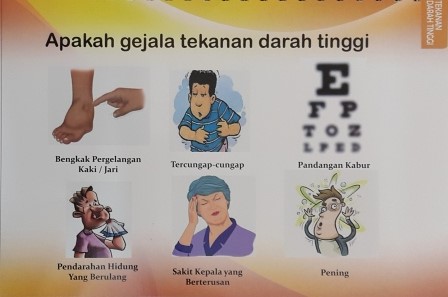 TEKANAN
DARAH TINGGI
Apakah gejala tekanan darah tinggi
E
F P
T O Z
L P E D
Bengkak Pergelangan
Kaki / Jari
Tercungap-cungap
Pandangan Kabur
Pendarahan Hidung
Yang Berulang
Sakit Kepala yang
Berterusan
Pening